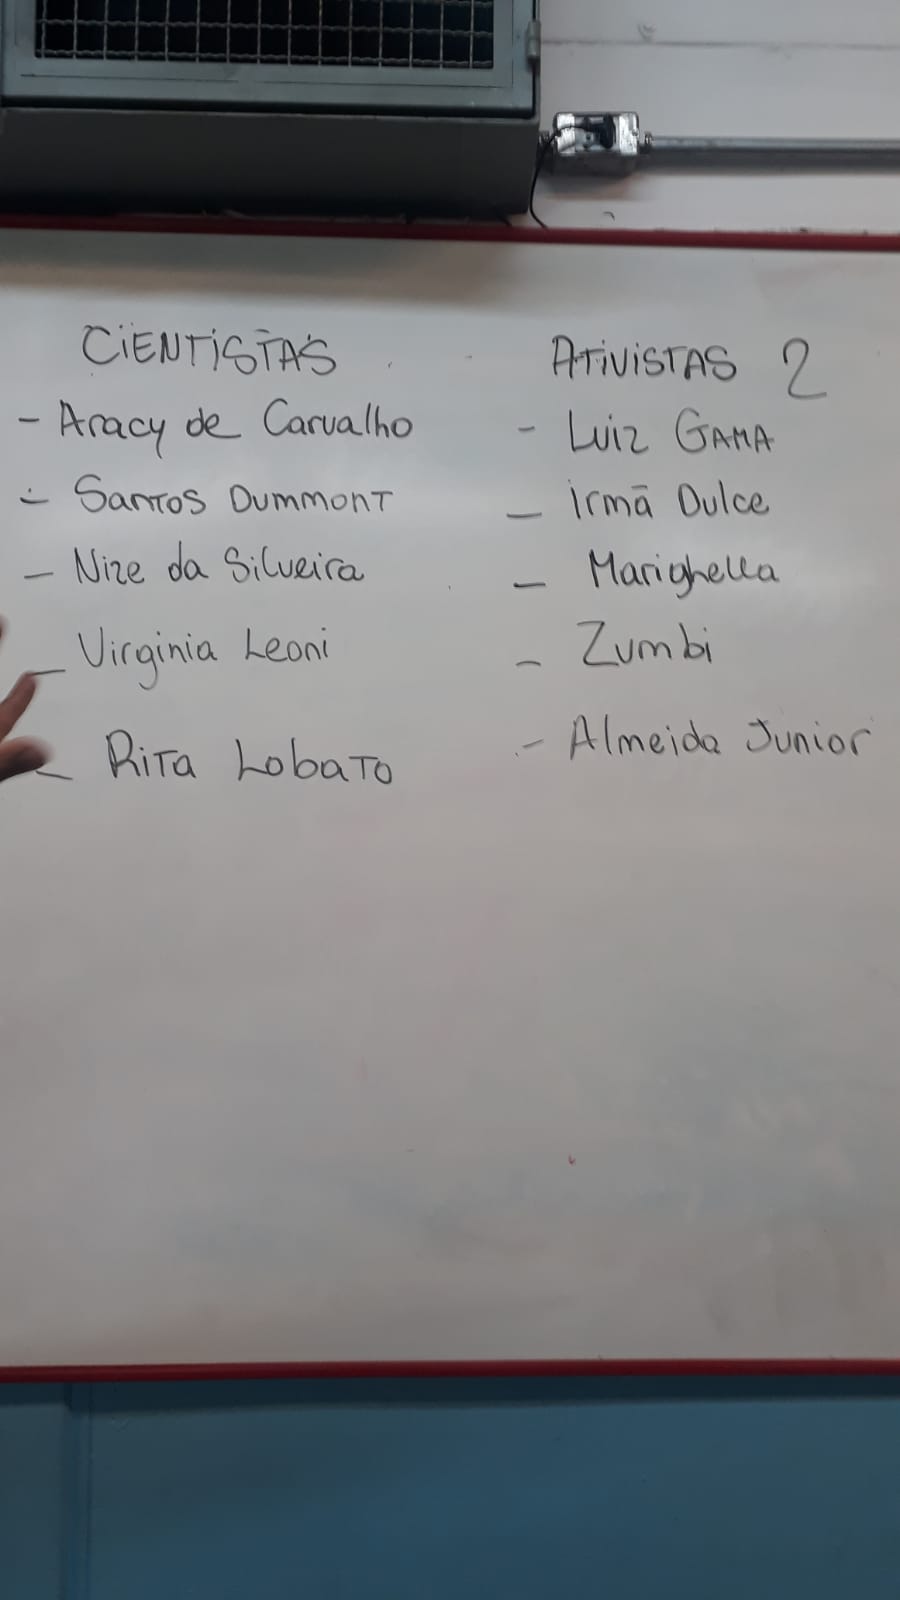 CIENTISTAS
- Aracy de Carvalho
- Santos Dummont
- Nize da Silveira
- Virginia Leoni
- Rita Lobato
ATIVISTAS 2
- Luiz Gama
- irmã Dulce
- Marighella
- Zumbi
- Almeida Junior